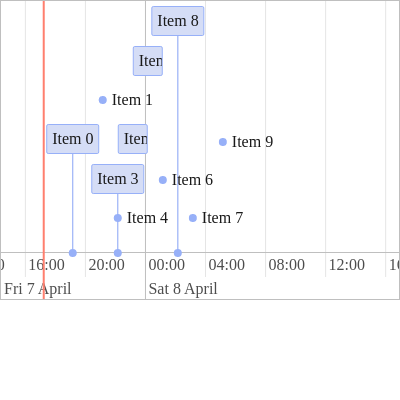 Item 8
Item 1
Item 0
Item 9
Item 3
Item 6
Item 4
Item 7
16:00
20:00
00:00
04:00
08:00
12:00
Fri 7 April
Sat 8 April